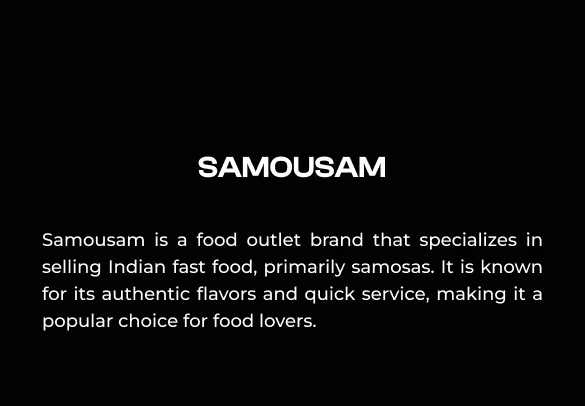 SAMOUSAM
Samousam is a food outlet brand that specializes in
selling Indian fast food, primarily samosas. It is known
for its authentic flavors and quick service, making it a
popular choice for food lovers.